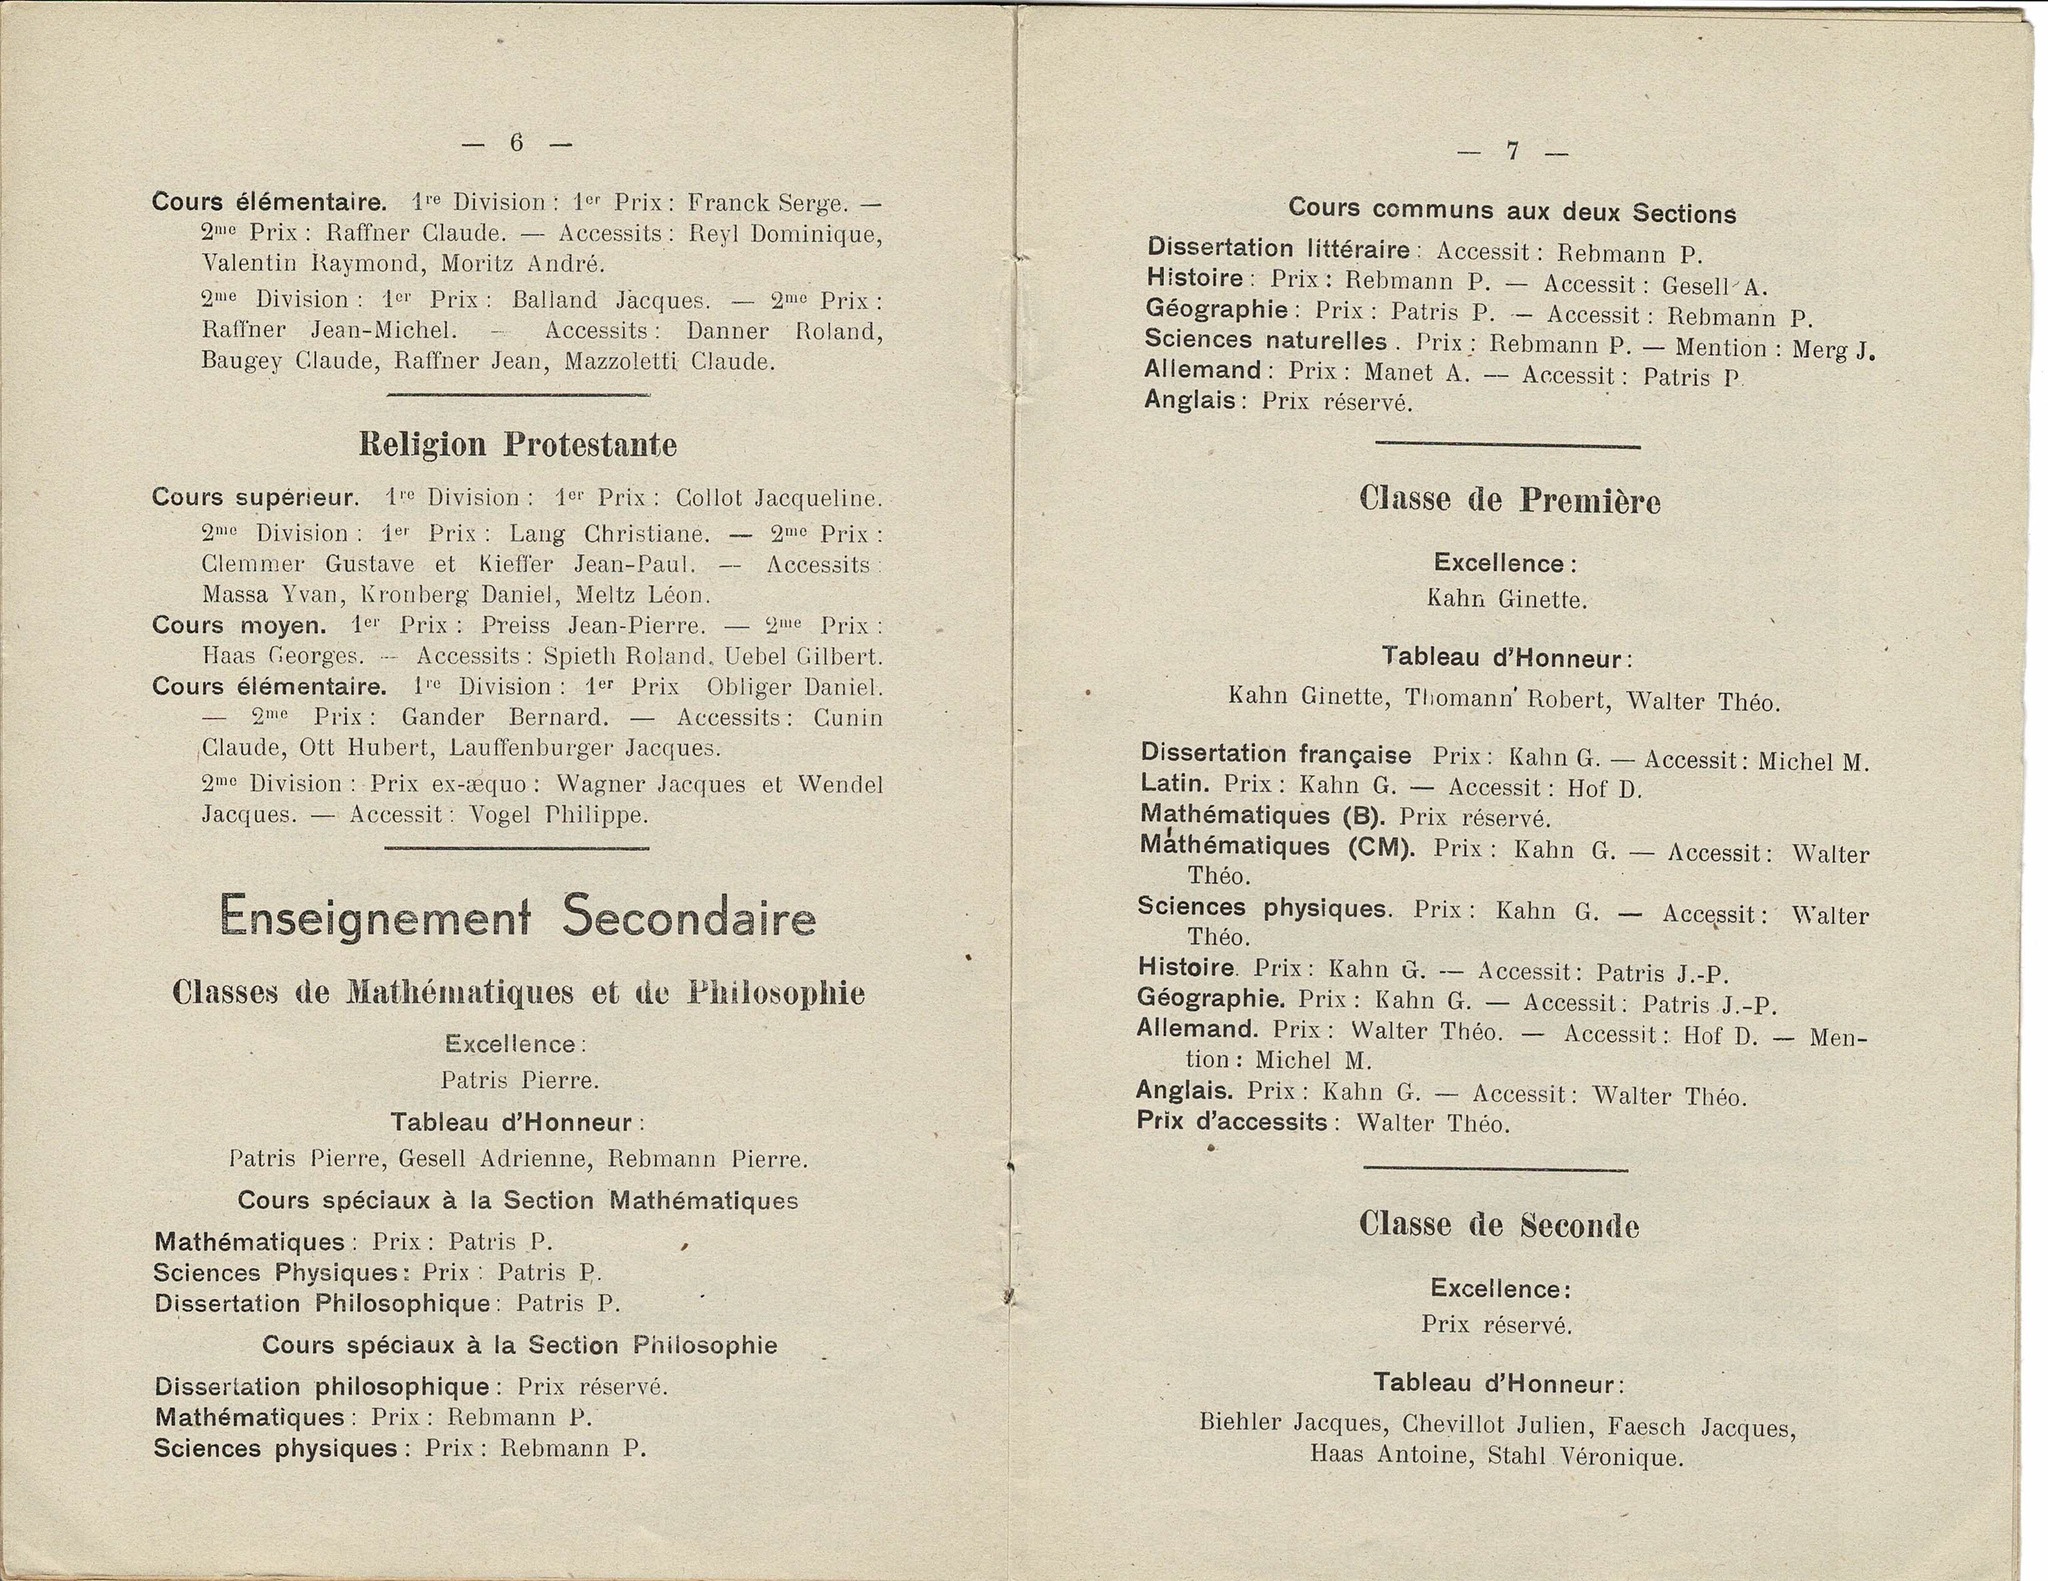 — 6 —
Cours élémentaire. 1re Division : 1er Prix : Franck Serge. —
2me Prix : Raffner Claude. — Accessits : Reyl Dominique,
Valentin Raymond, Moritz André.
2me Division : 1er Prix : Balland Jacques. — 2me Prix :
Raffner Jean-Michel. — Accessits : Danner Roland,
Baugey Claude, Raffner Jean, Mazzoletti Claude.
Religion Protestante
Cours supérieur. 1re Division : 1er Prix : Collot Jacqueline.
2me Division : 1er Prix : Lang Christiane. — 2me Prix :
Clemmer Gustave et Kieffer Jean-Paul. — Accessits :
Massa Yvan, Kronberg Daniel, Meltz Léon.
Cours moyen. 1er Prix : Preiss Jean-Pierre. — 2me Prix :
Haas Georges. — Accessits : Spieth Roland, Uebel Gilbert.
Cours élémentaire. 1re Division : 1er Prix Obliger Daniel.
— 2me Prix : Gander Bernard. — Accessits : Cunin
Claude, Ott Hubert, Lauffenburger Jacques.
2me Division : Prix ex-æquo : Wagner Jacques et Wendel
Jacques. — Accessit : Vogel Philippe.
Enseignement Secondaire
Classes de Mathématiques et de Philosophie
Excellence :
Patris Pierre.
Tableau d'Honneur :
Patris Pierre, Gesell Adrienne, Rebmann Pierre.
Cours spéciaux à la Section Mathématiques
Mathématiques : Prix : Patris P.
Sciences Physiques : Prix : Patris P.
Dissertation Philosophique : Patris P.
Cours spéciaux à la Section Philosophie
Dissertation philosophique : Prix réservé.
Mathématiques : Prix : Rebmann P.
Sciences physiques : Prix : Rebmann P.
— 7 —
Cours communs aux deux Sections
Dissertation littéraire : Accessit : Rebmann P.
Histoire : Prix : Rebmann P. — Accessit : Gesell A.
Géographie : Prix : Patris P. — Accessit : Rebmann P.
Sciences naturelles . Prix : Rebmann P. — Mention : Merg J.
Allemand : Prix : Manet A. — Accessit : Patris P.
Anglais : Prix réservé.
Classe de Première
Excellence :
Kahn Ginette.
Tableau d'Honneur :
Kahn Ginette, Thomann Robert, Walter Théo.
Dissertation française Prix : Kahn G. — Accessit : Michel M.
Latin. Prix : Kahn G. — Accessit : Hof D.
Mathématiques (B). Prix réservé.
Mathématiques (CM). Prix : Kahn G. — Accessit : Walter
Théo.
Sciences physiques. Prix : Kahn G. — Accessit : Walter
Théo.
Histoire. Prix : Kahn G. — Accessit : Patris J.-P.
Géographie. Prix : Kahn G. — Accessit : Patris J.-P.
Allemand. Prix : Walter Théo. — Accessit : Hof D. — Men-
tion : Michel M.
Anglais. Prix : Kahn G. — Accessit : Walter Théo.
Prix d'accessits : Walter Théo.
Classe de Seconde
Excellence :
Prix réservé.
Tableau d'Honneur :
Biehler Jacques, Chevillot Julien, Faesch Jacques,
Haas Antoine, Stahl Véronique.